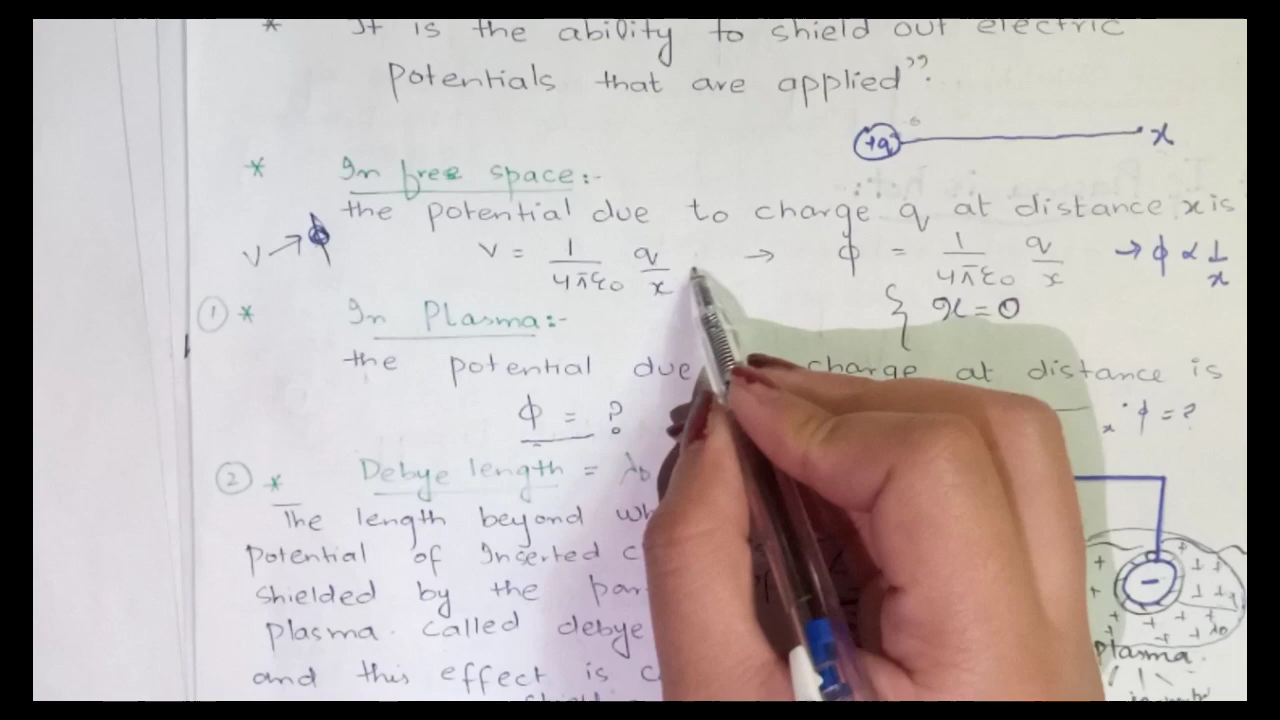 * It is the ability to shield out electric
potentials that are applied”.
+q x
* In free space:-
the potential due to charge q at distance x is
V → ϕ V = 1/4πε0 q/x → ϕ = 1/4πε0 q/x → ϕ ∝ 1/x
{ x = 0
① * In Plasma:-
the potential due charge at distance is
ϕ = ? x ϕ = ?
② * Debye length = λD
The length beyond
potential of Inserted
shielded by the
plasma. Called debye
and this effect is
plasma.